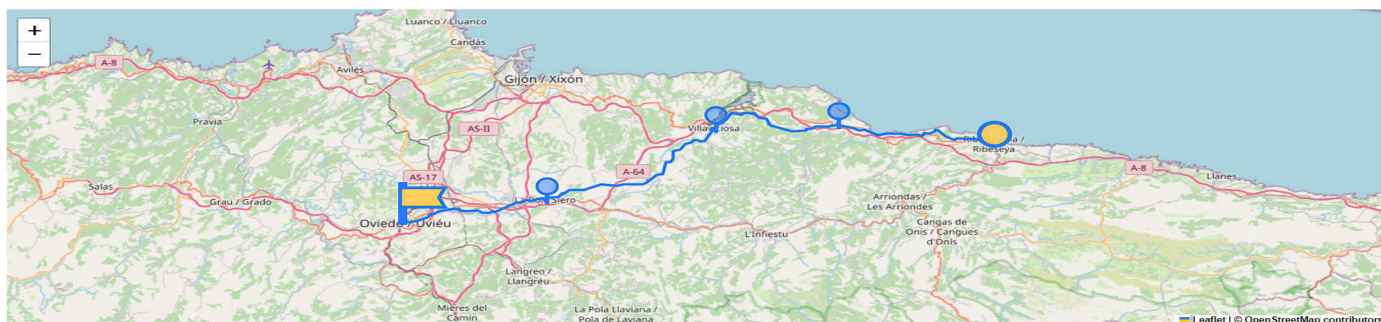 Luanco / Lluanco
+
Candás
A-8
−
Avilés
Gijón / Xixón
Pravia
AS-II
Villaviciosa
Ribeseya
A-64
AS-17
A-8
Llanes
Salas
Grau / Grado
Arriondas /
Les Arriondes
Oviedo / Uviéu
L'Infiestu
Cangas de
Onís / Cangues
d'Onís
Langreo /
Llangréu
Mieres del
Camín
La Pola Llaviana /
Pola de Laviana
Leaflet | © OpenStreetMap contributors